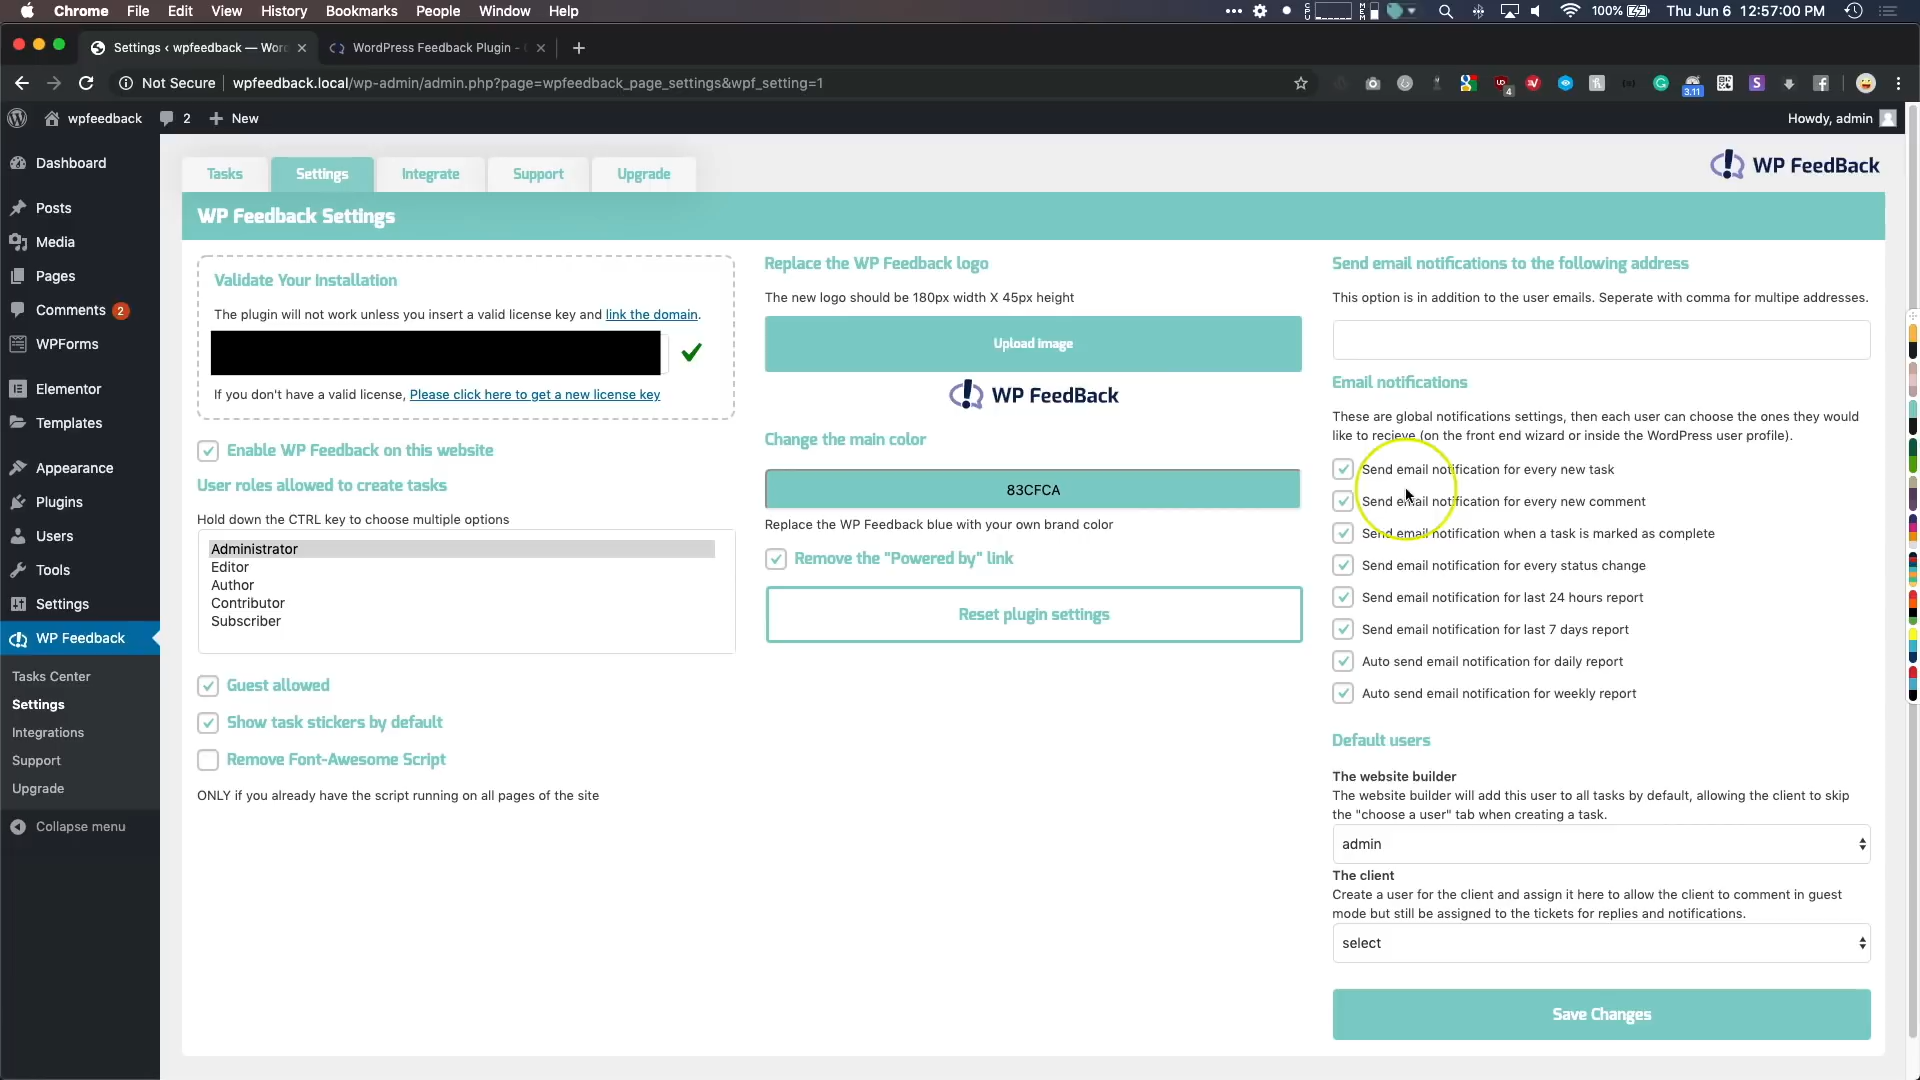 Chrome File Edit View History Bookmarks People Window Help 100% Thu Jun 6 12:57:00 PM
Settings ‹ wpfeedback — Wor WordPress Feedback Plugin -
Not Secure wpfeedback.local/wp-admin/admin.php?page=wpfeedback_page_settings&wpf_setting=1
4 3.11
wpfeedback 2 New Howdy, admin
Dashboard
Posts
Media
Pages
Comments 2
WPForms
Elementor
Templates
Appearance
Plugins
Users
Tools
Settings
WP Feedback
Tasks Center
Settings
Integrations
Support
Upgrade
Collapse menu
Tasks Settings Integrate Support Upgrade
WP FeedBack
WP Feedback Settings
Validate Your Installation
The plugin will not work unless you insert a valid license key and link the domain.
If you don't have a valid license, Please click here to get a new license key
Enable WP Feedback on this website
User roles allowed to create tasks
Hold down the CTRL key to choose multiple options
Administrator
Editor
Author
Contributor
Subscriber
Guest allowed
Show task stickers by default
Remove Font-Awesome Script
ONLY if you already have the script running on all pages of the site
Replace the WP Feedback logo
The new logo should be 180px width X 45px height
Upload image
WP FeedBack
Change the main color
83CFCA
Replace the WP Feedback blue with your own brand color
Remove the "Powered by" link
Reset plugin settings
Send email notifications to the following address
This option is in addition to the user emails. Seperate with comma for multipe addresses.
Email notifications
These are global notifications settings, then each user can choose the ones they would
like to recieve (on the front end wizard or inside the WordPress user profile).
Send email notification for every new task
Send email notification for every new comment
Send email notification when a task is marked as complete
Send email notification for every status change
Send email notification for last 24 hours report
Send email notification for last 7 days report
Auto send email notification for daily report
Auto send email notification for weekly report
Default users
The website builder
The website builder will add this user to all tasks by default, allowing the client to skip
the "choose a user" tab when creating a task.
admin
The client
Create a user for the client and assign it here to allow the client to comment in guest
mode but still be assigned to the tickets for replies and notifications.
select
Save Changes